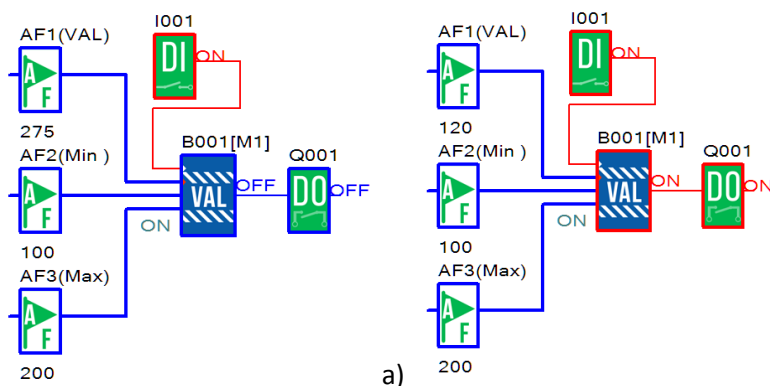 I001
AF1(VAL)
DI
ON
A
F
275
B001[M1]
AF2(Min )
Q001
A
F
VAL
OFF
DO
OFF
ON
100
AF3(Max)
A
F
200
a)
I001
AF1(VAL)
DI
ON
A
F
120
B001[M1]
AF2(Min )
Q001
A
F
VAL
ON
DO
ON
ON
100
AF3(Max)
A
F
200